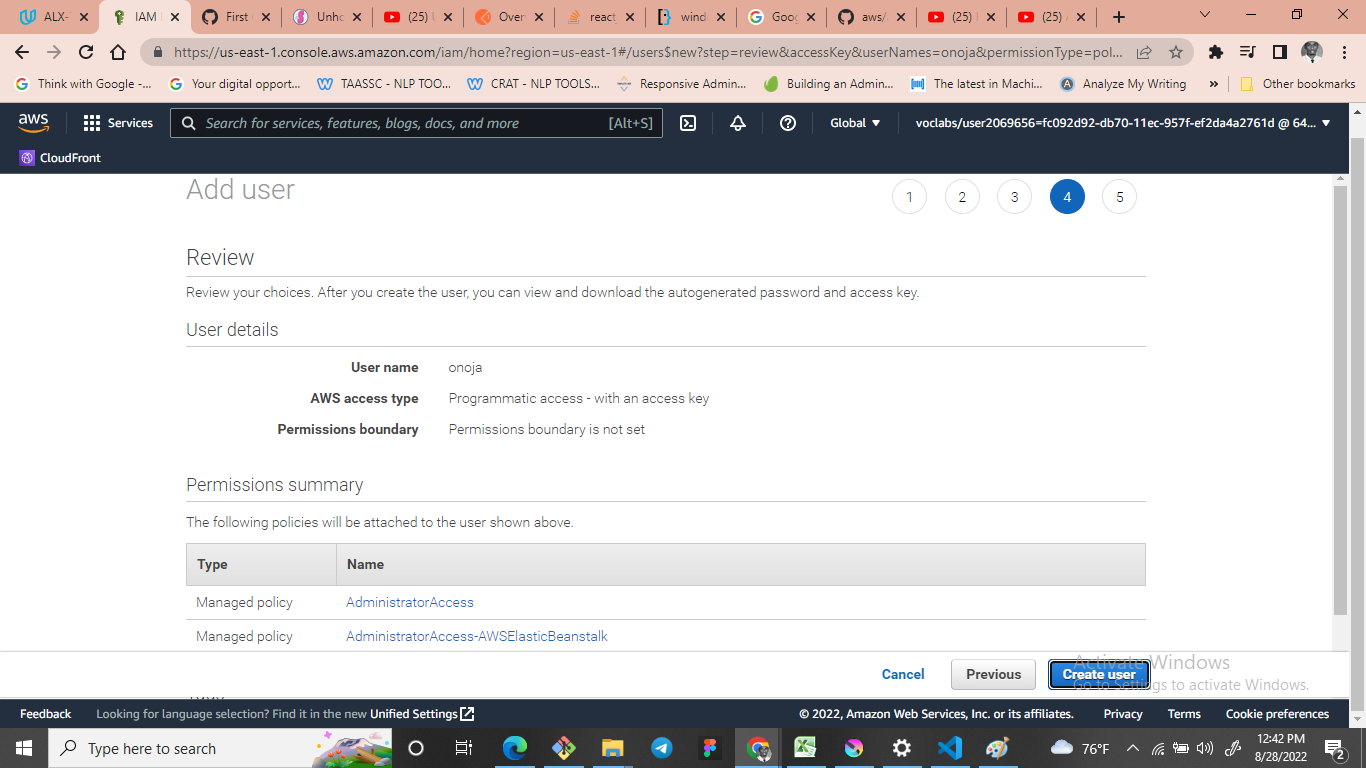 ALX-
IAM
First
Unho
(25)
Over
react
wind
Goog
aws/
(25)
(25)
https://us-east-1.console.aws.amazon.com/iam/home?region=us-east-1#/users$new?step=review&accessKey&userNames=onoja&permissionType=pol...
Think with Google -...
Your digital opport...
TAASSC - NLP TOO...
CRAT - NLP TOOLS...
Responsive Admin...
Building an Admin...
The latest in Machi...
Analyze My Writing
»
Other bookmarks
aws
Services
Search for services, features, blogs, docs, and more
[Alt+S]
Global
voclabs/user2069656=fc092d92-db70-11ec-957f-ef2da4a2761d @ 64...
CloudFront
Add user
1
2
3
4
5
Review
Review your choices. After you create the user, you can view and download the autogenerated password and access key.
User details
User name onoja
AWS access type Programmatic access - with an access key
Permissions boundary Permissions boundary is not set
Permissions summary
The following policies will be attached to the user shown above.
Type Name
Managed policy AdministratorAccess
Managed policy AdministratorAccess-AWSElasticBeanstalk
Cancel
Previous
Create user
Activate Windows
Go to Settings to activate Windows.
Feedback
Looking for language selection? Find it in the new Unified Settings
© 2022, Amazon Web Services, Inc. or its affiliates.
Privacy
Terms
Cookie preferences
Type here to search
76°F
12:42 PM
8/28/2022
2